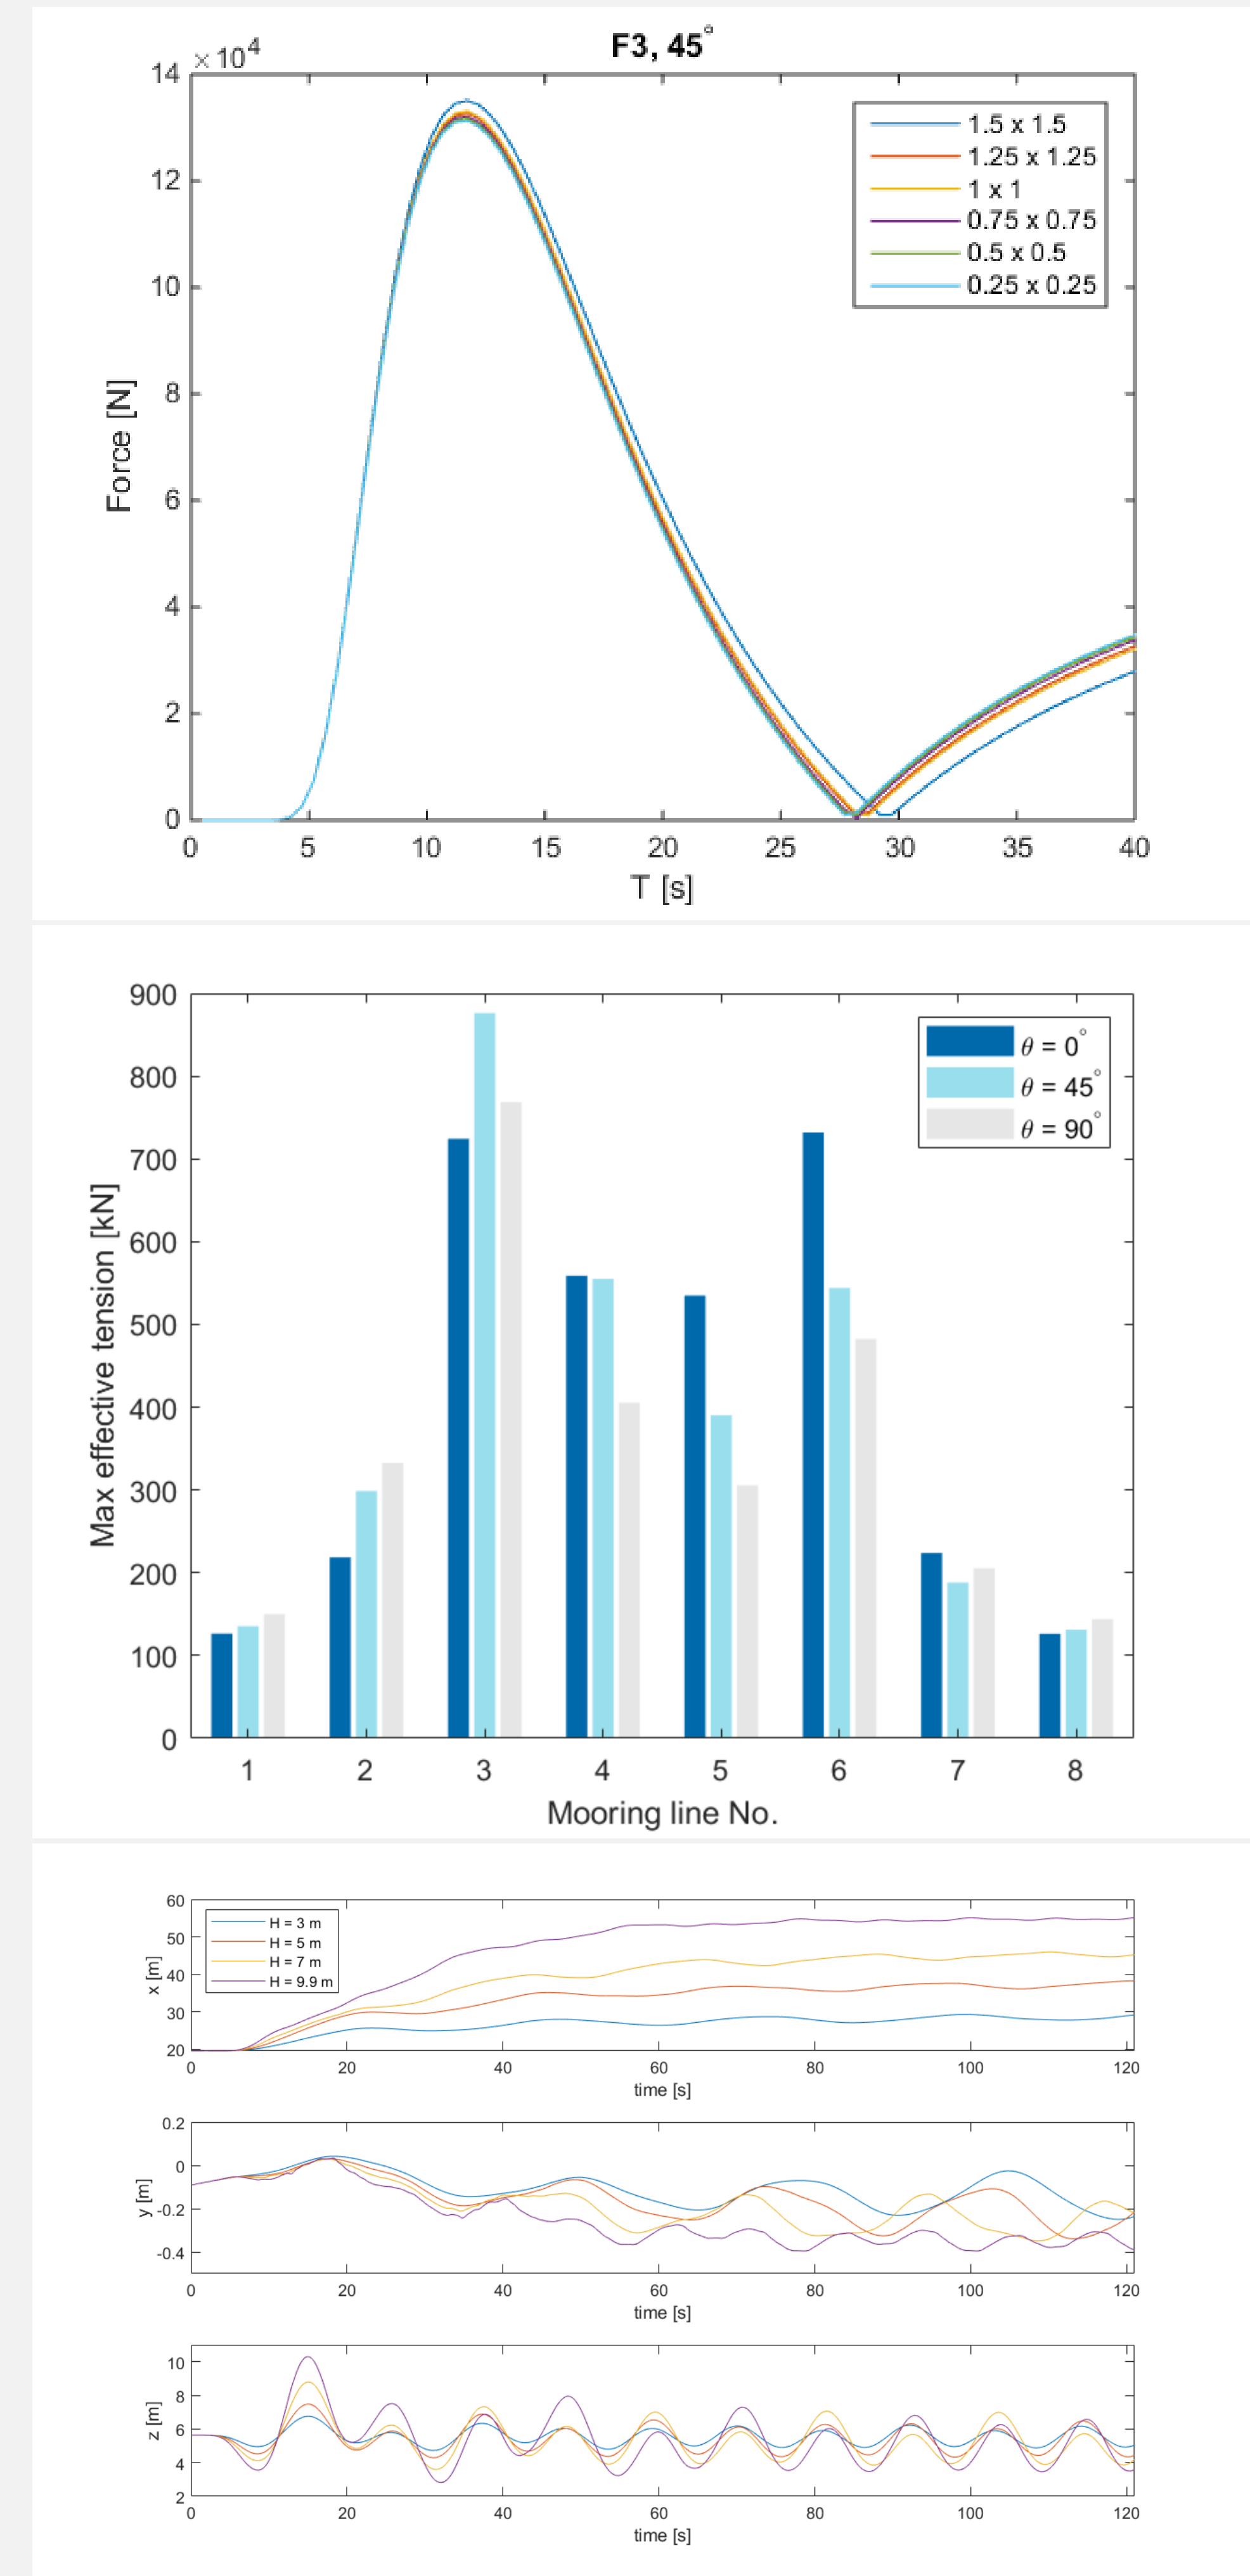 F3, 45°
×10^4
14
12
10
8
6
4
2
0
Force [N]
0 5 10 15 20 25 30 35 40
T [s]
1.5 x 1.5
1.25 x 1.25
1 x 1
0.75 x 0.75
0.5 x 0.5
0.25 x 0.25
900
800
700
600
500
400
300
200
100
0
Max effective tension [kN]
θ = 0°
θ = 45°
θ = 90°
1 2 3 4 5 6 7 8
Mooring line No.
60
50
40
30
20
x [m]
H = 3 m
H = 5 m
H = 7 m
H = 9.9 m
0 20 40 60 80 100 120
time [s]
0.2
0
-0.2
-0.4
y [m]
0 20 40 60 80 100 120
time [s]
10
8
6
4
2
z [m]
0 20 40 60 80 100 120
time [s]